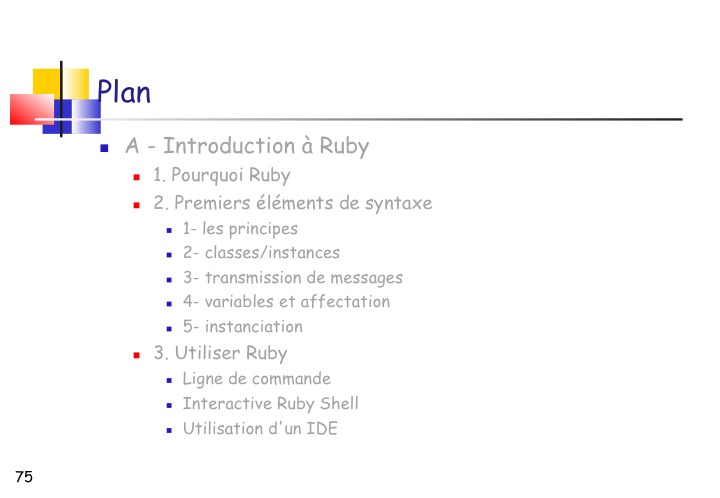 Plan
A - Introduction à Ruby
1. Pourquoi Ruby
2. Premiers éléments de syntaxe
1- les principes
2- classes/instances
3- transmission de messages
4- variables et affectation
5- instanciation
3. Utiliser Ruby
Ligne de commande
Interactive Ruby Shell
Utilisation d'un IDE
75